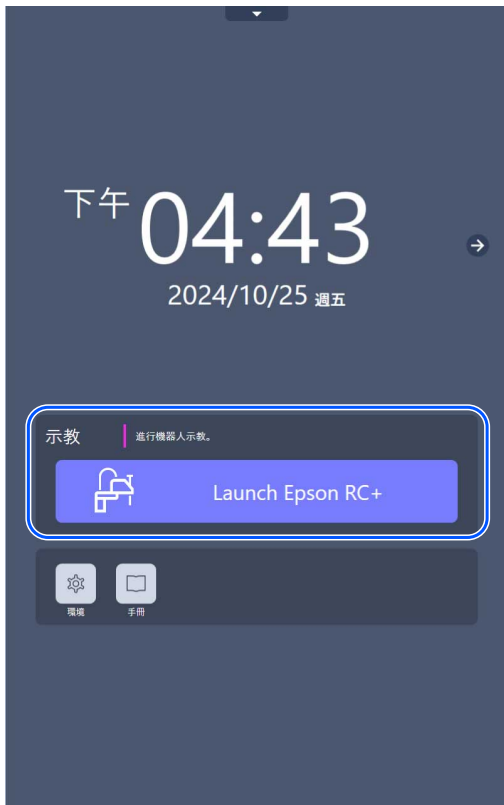 下午 04:43
2024/10/25 週五
示教 進行機器人示教。
Launch Epson RC+
環境 手冊